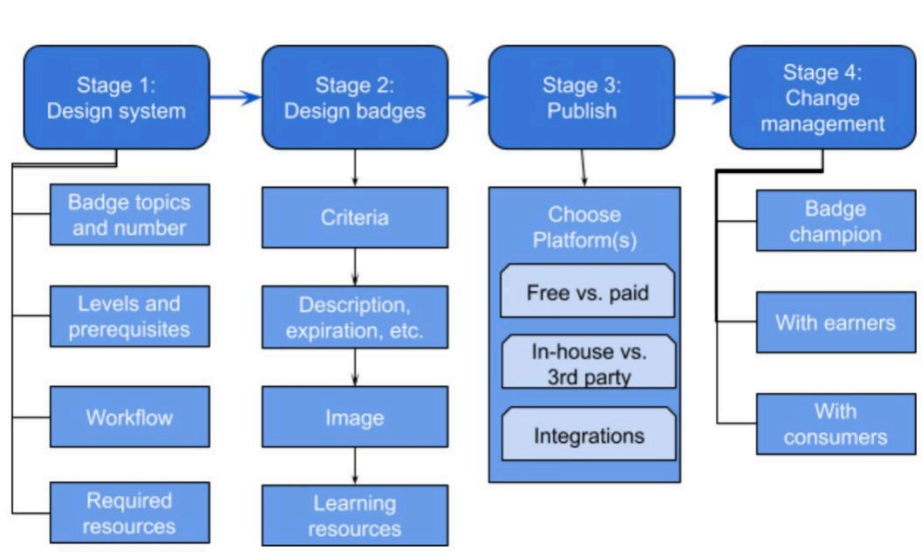 Stage 1:
Design system
Stage 2:
Design badges
Stage 3:
Publish
Stage 4:
Change
management
Badge topics
and number
Levels and
prerequisites
Workflow
Required
resources
Criteria
Description,
expiration, etc.
Image
Learning
resources
Choose
Platform(s)
Free vs. paid
In-house vs.
3rd party
Integrations
Badge
champion
With earners
With
consumers